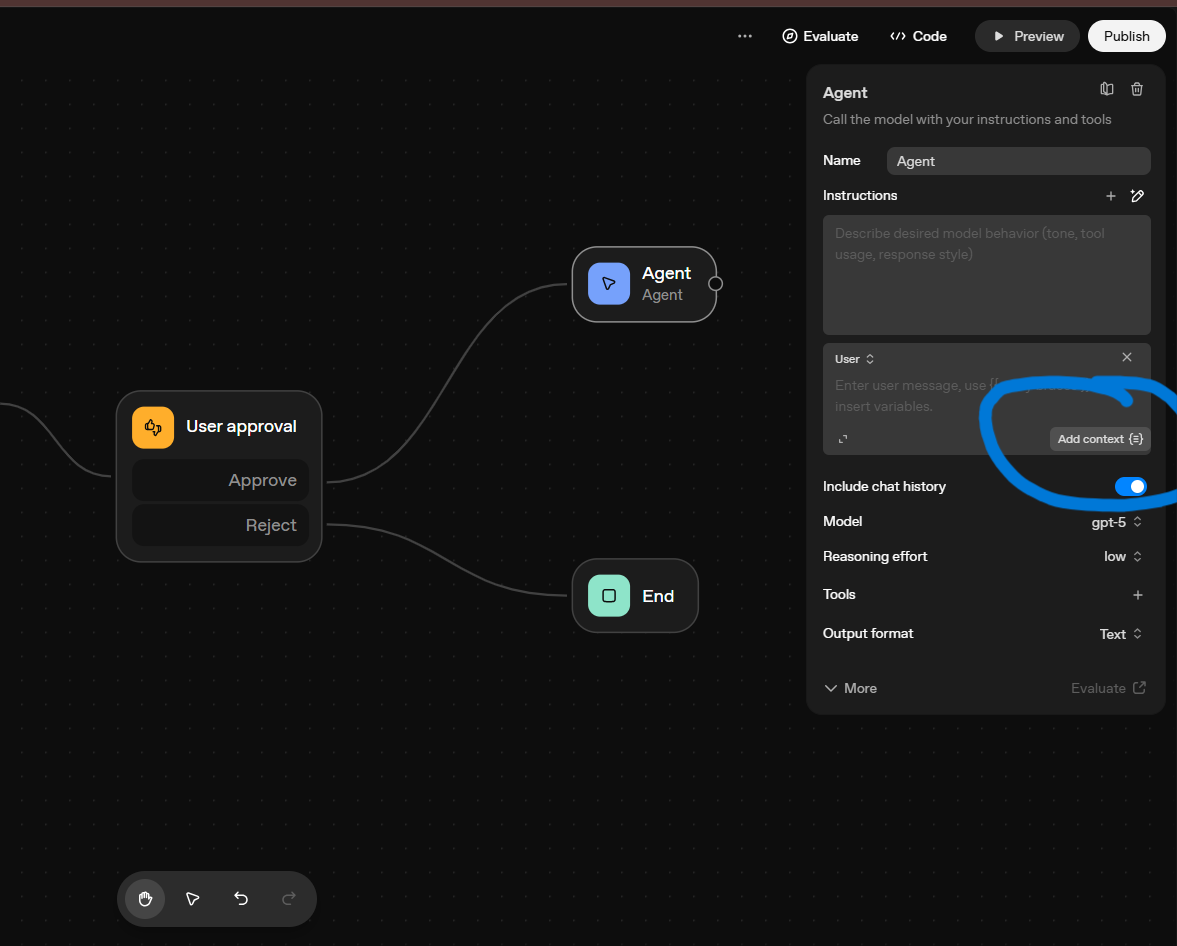 Evaluate
Code
Preview
Publish
Agent
Call the model with your instructions and tools
Name
Agent
Instructions
Describe desired model behavior (tone, tool
usage, response style)
User
Enter user message, use {{
insert variables.
Add context
Include chat history
Model
gpt-5
Reasoning effort
low
Tools
Output format
Text
More
Evaluate
Agent
Agent
User approval
Approve
Reject
End